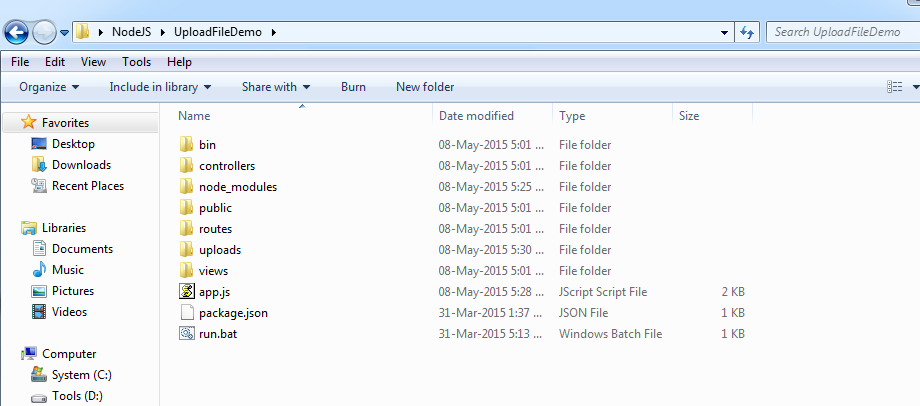 NodeJS UploadFileDemo Search UploadFileDemo
File Edit View Tools Help
Organize Include in library Share with Burn New folder
Favorites
Desktop
Downloads
Recent Places
Libraries
Documents
Music
Pictures
Videos
Computer
System (C:)
Tools (D:)
Name Date modified Type Size
bin 08-May-2015 5:01 ... File folder
controllers 08-May-2015 5:01 ... File folder
node_modules 08-May-2015 5:25 ... File folder
public 08-May-2015 5:01 ... File folder
routes 08-May-2015 5:01 ... File folder
uploads 08-May-2015 5:30 ... File folder
views 08-May-2015 5:01 ... File folder
app.js 08-May-2015 5:28 ... JScript Script File 2 KB
package.json 31-Mar-2015 1:37 ... JSON File 1 KB
run.bat 31-Mar-2015 5:13 ... Windows Batch File 1 KB